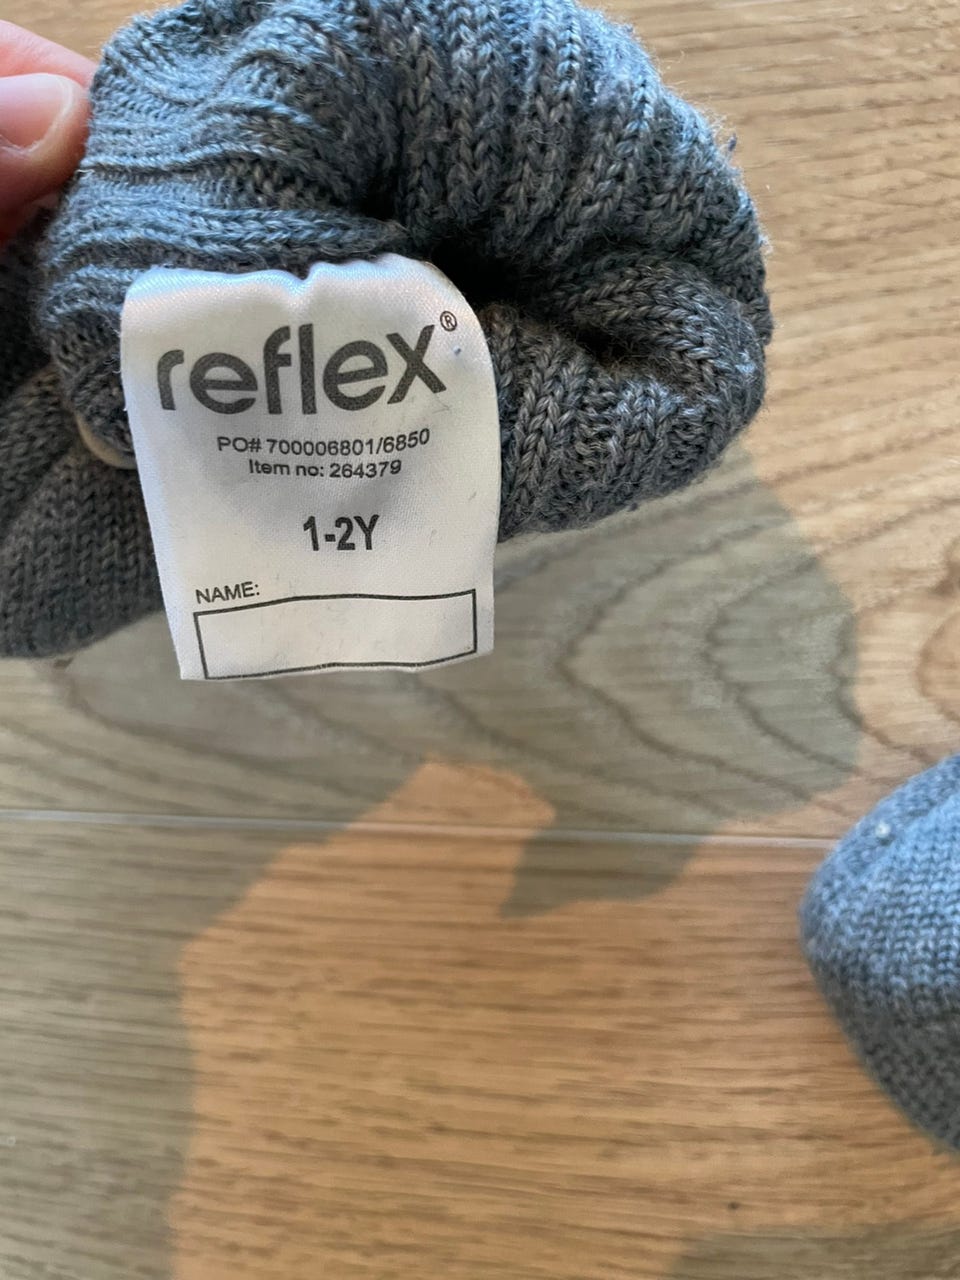 reflex®
PO# 700006801/6850
Item no: 264379
1-2Y
NAME: